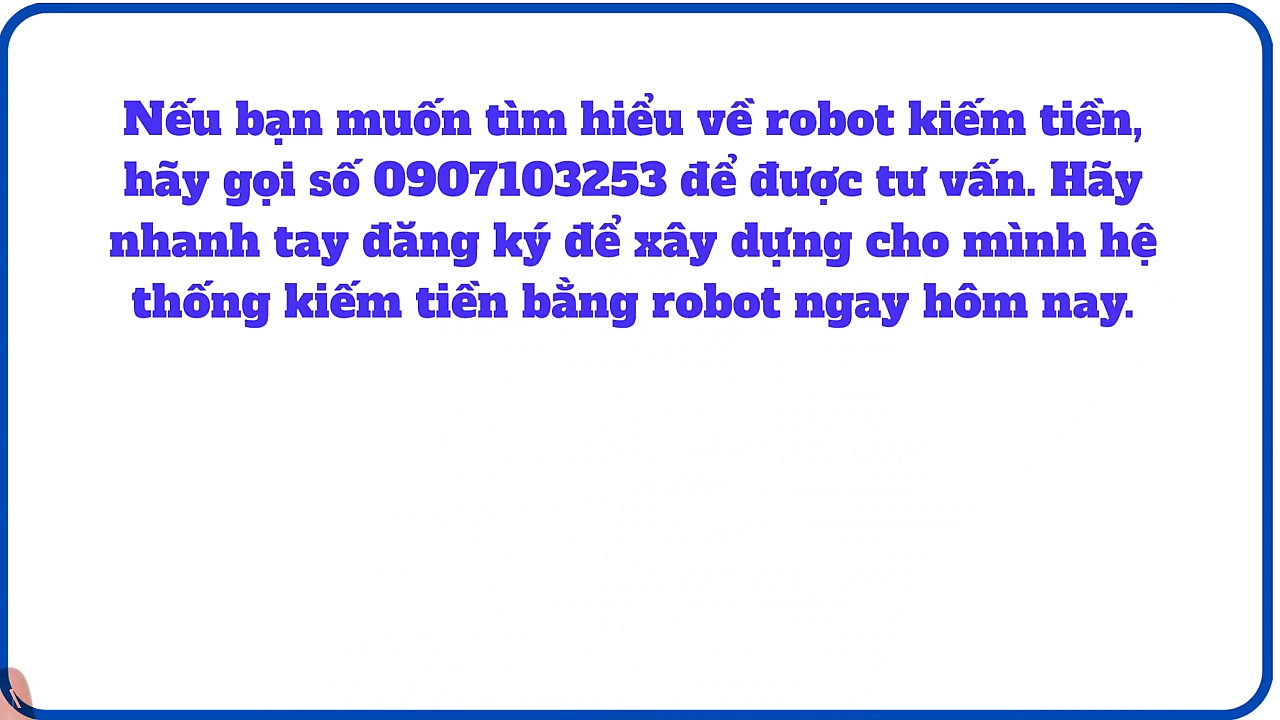 Nếu bạn muốn tìm hiểu về robot kiếm tiền,
hãy gọi số 0907103253 để được tư vấn. Hãy
nhanh tay đăng ký để xây dựng cho mình hệ
thống kiếm tiền bằng robot ngay hôm nay.